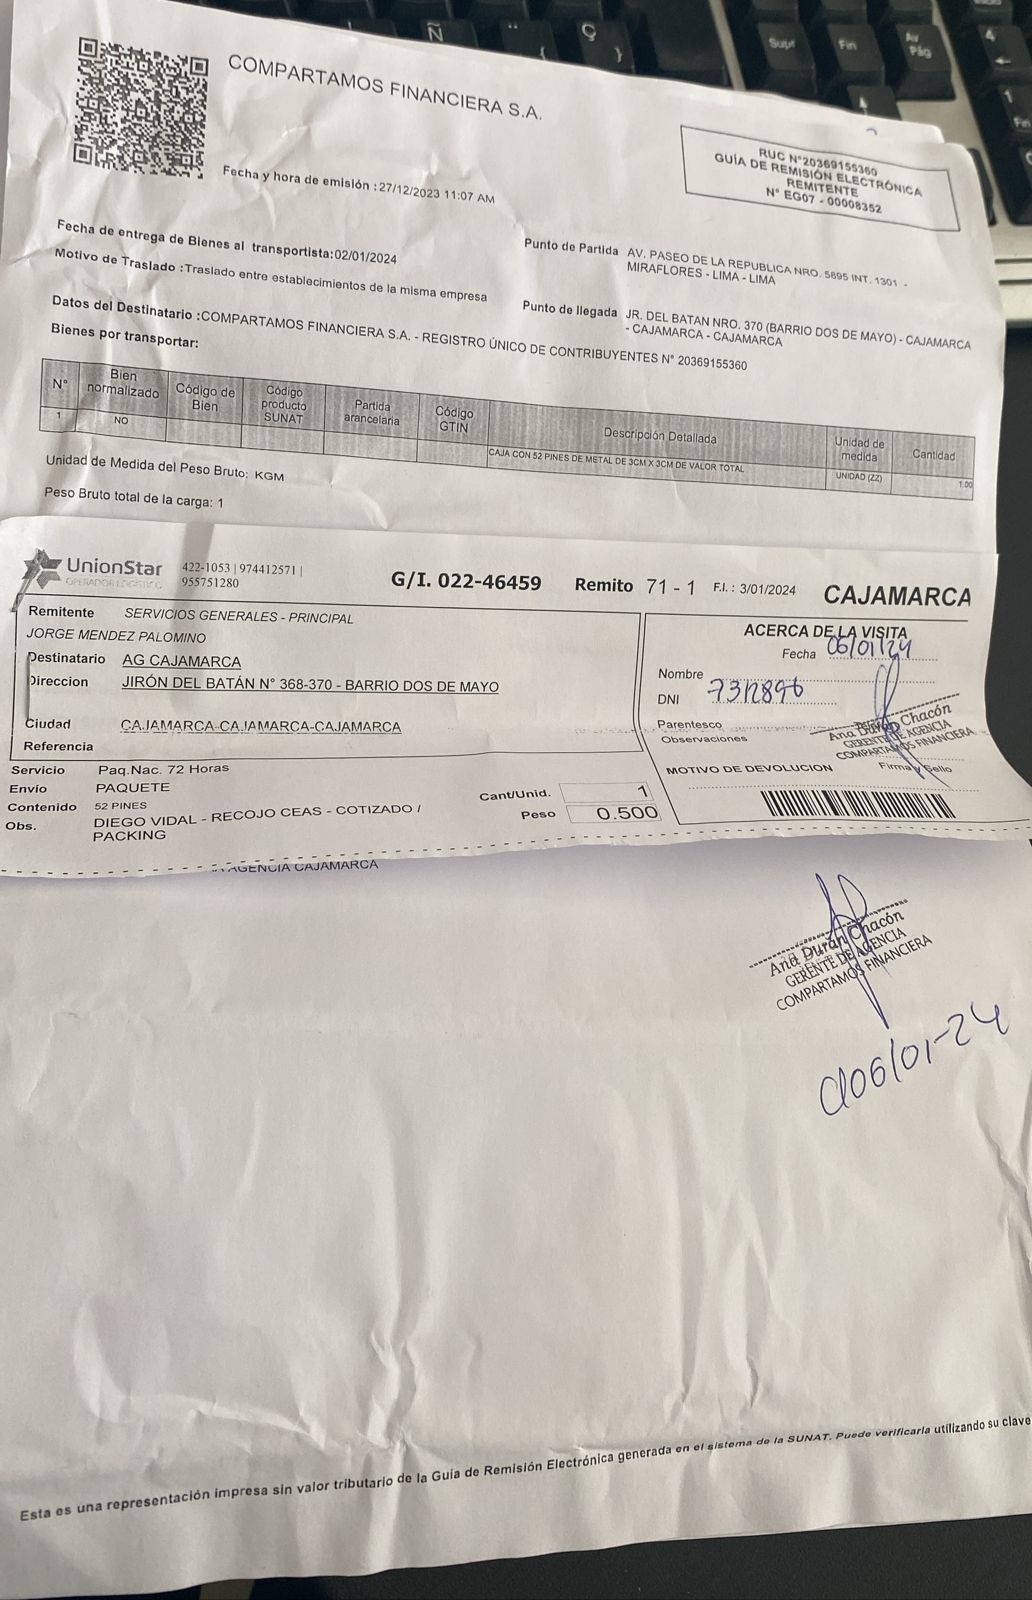 COMPARTAMOS FINANCIERA S.A.
RUC N°20369155360
GUÍA DE REMISIÓN ELECTRÓNICA
REMITENTE
N° EG07 - 00008352
Fecha y hora de emisión :27/12/2023 11:07 AM
Fecha de entrega de Bienes al transportista:02/01/2024
Motivo de Traslado :Traslado entre establecimientos de la misma empresa
Punto de Partida AV. PASEO DE LA REPUBLICA NRO. 5895 INT. 1301 -
MIRAFLORES - LIMA - LIMA
Punto de llegada JR. DEL BATAN NRO. 370 (BARRIO DOS DE MAYO) - CAJAMARCA
- CAJAMARCA - CAJAMARCA
Datos del Destinatario :COMPARTAMOS FINANCIERA S.A. - REGISTRO ÚNICO DE CONTRIBUYENTES N° 20369155360
Bienes por transportar:
N° Bien normalizado Código de Bien Código producto SUNAT Partida arancelaria Código GTIN Descripción Detallada Unidad de medida Cantidad
1 NO CAJA CON 52 PINES DE METAL DE 3CM X 3CM DE VALOR TOTAL UNIDAD (ZZ) 1.00
Unidad de Medida del Peso Bruto: KGM
Peso Bruto total de la carga: 1
UnionStar
OPERADOR LOGISTICO
422-1053 | 974412571 |
955751280
G/I. 022-46459
Remito 71 - 1
F.I. : 3/01/2024
CAJAMARCA
Remitente SERVICIOS GENERALES - PRINCIPAL
JORGE MENDEZ PALOMINO
Destinatario AG CAJAMARCA
Direccion JIRÓN DEL BATÁN N° 368-370 - BARRIO DOS DE MAYO
Ciudad CAJAMARCA-CAJAMARCA-CAJAMARCA
Referencia
ACERCA DE LA VISITA
Fecha 06/01/24
Nombre
DNI
Parentesco
Observaciones
Ana Durán Chacón
GERENTE DE AGENCIA
COMPARTAMOS FINANCIERA
Firma y Sello
MOTIVO DE DEVOLUCION
Servicio Paq.Nac. 72 Horas
Envío PAQUETE
Contenido 52 PINES
Obs. DIEGO VIDAL - RECOJO CEAS - COTIZADO /
PACKING
Cant/Unid. 1
Peso 0.500
AGENCIA CAJAMARCA
Ana Durán Chacón
GERENTE DE AGENCIA
COMPARTAMOS FINANCIERA
06/01-24
Esta es una representación impresa sin valor tributario de la Guia de Remisión Electrónica generada en el sistema de la SUNAT. Puede verificarla utilizando su clave